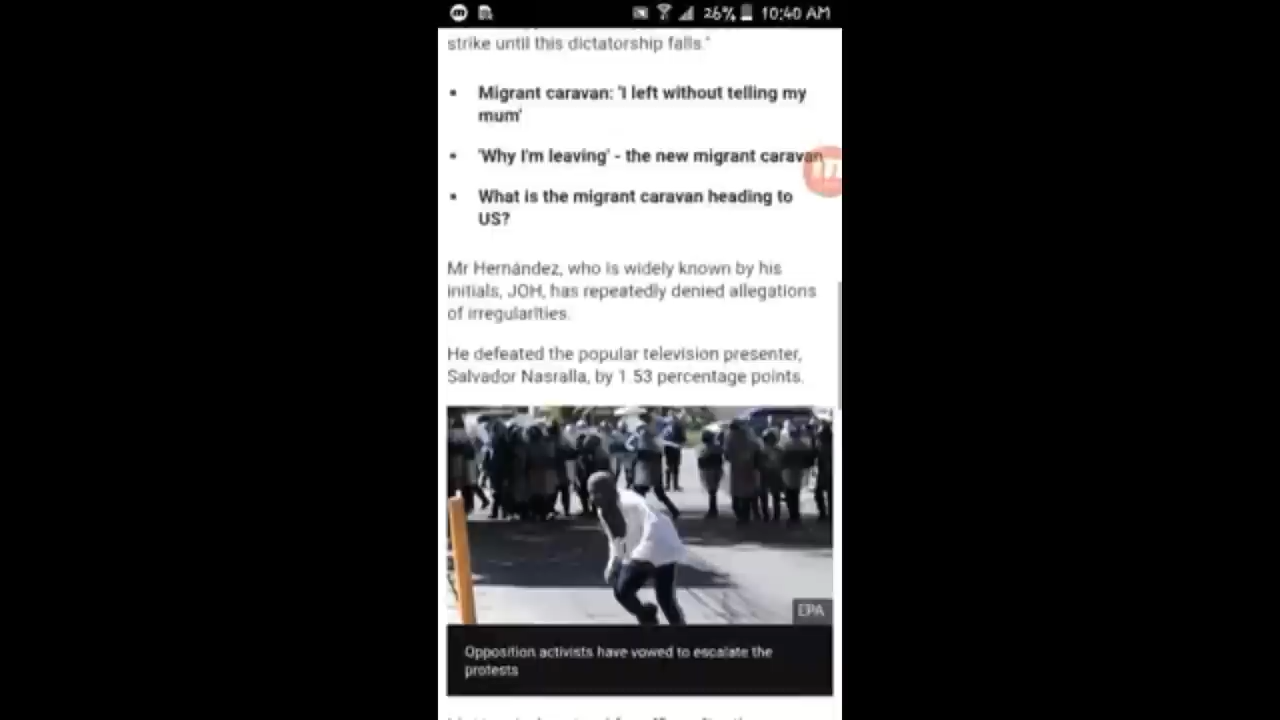 26% 10:40 AM
strike until this dictatorship falls."
Migrant caravan: 'I left without telling my
mum'
'Why I'm leaving' - the new migrant caravan
What is the migrant caravan heading to
US?
Mr Hernández, who is widely known by his
initials, JOH, has repeatedly denied allegations
of irregularities.
He defeated the popular television presenter,
Salvador Nasralla, by 1.53 percentage points.
EPA
Opposition activists have vowed to escalate the
protests